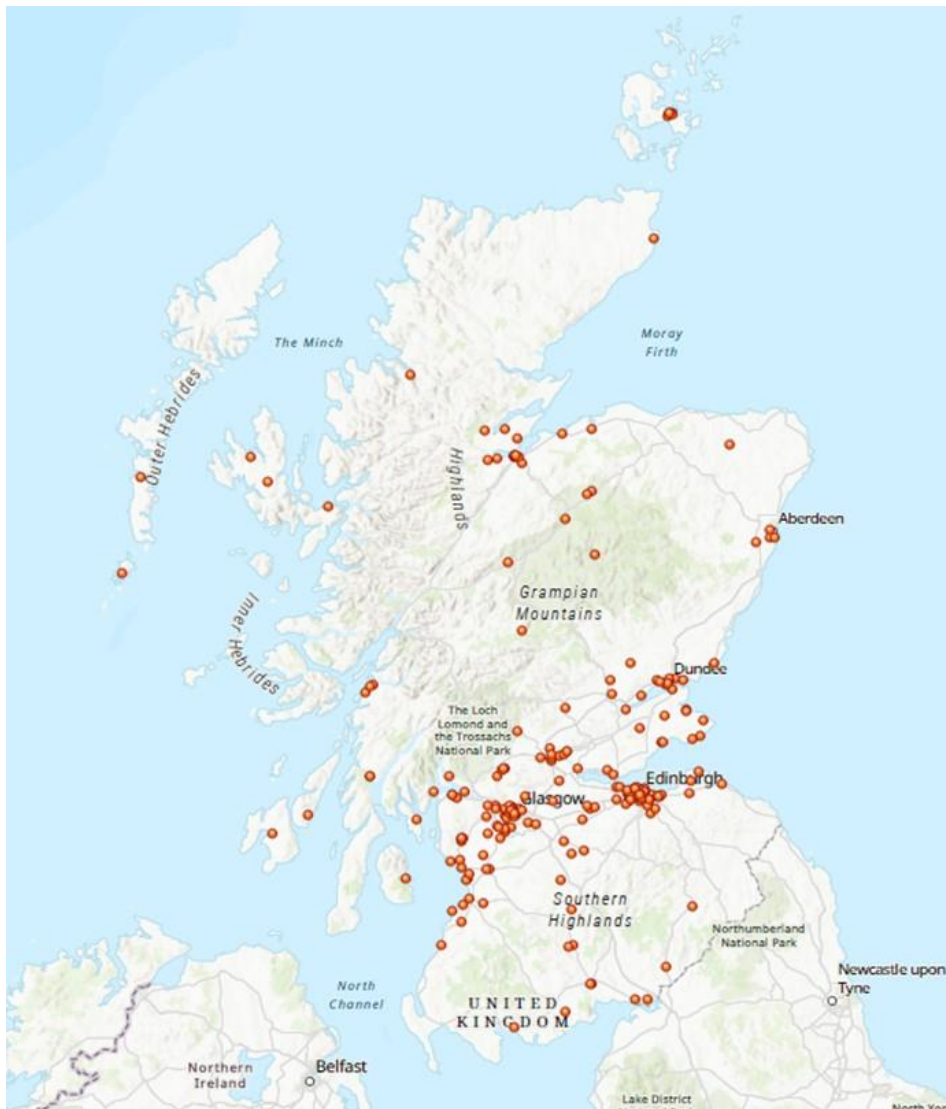 The Minch
Moray
Firth
Outer Hebrides
Highlands
Aberdeen
Grampian
Mountains
Inner Hebrides
Dundee
The Loch
Lomond and
the Trossachs
National Park
Edinburgh
Glasgow
Southern
Highlands
Northumberland
National Park
Newcastle upon
Tyne
North
Channel
UNITED
KINGDOM
Northern
Ireland
Belfast
Lake District